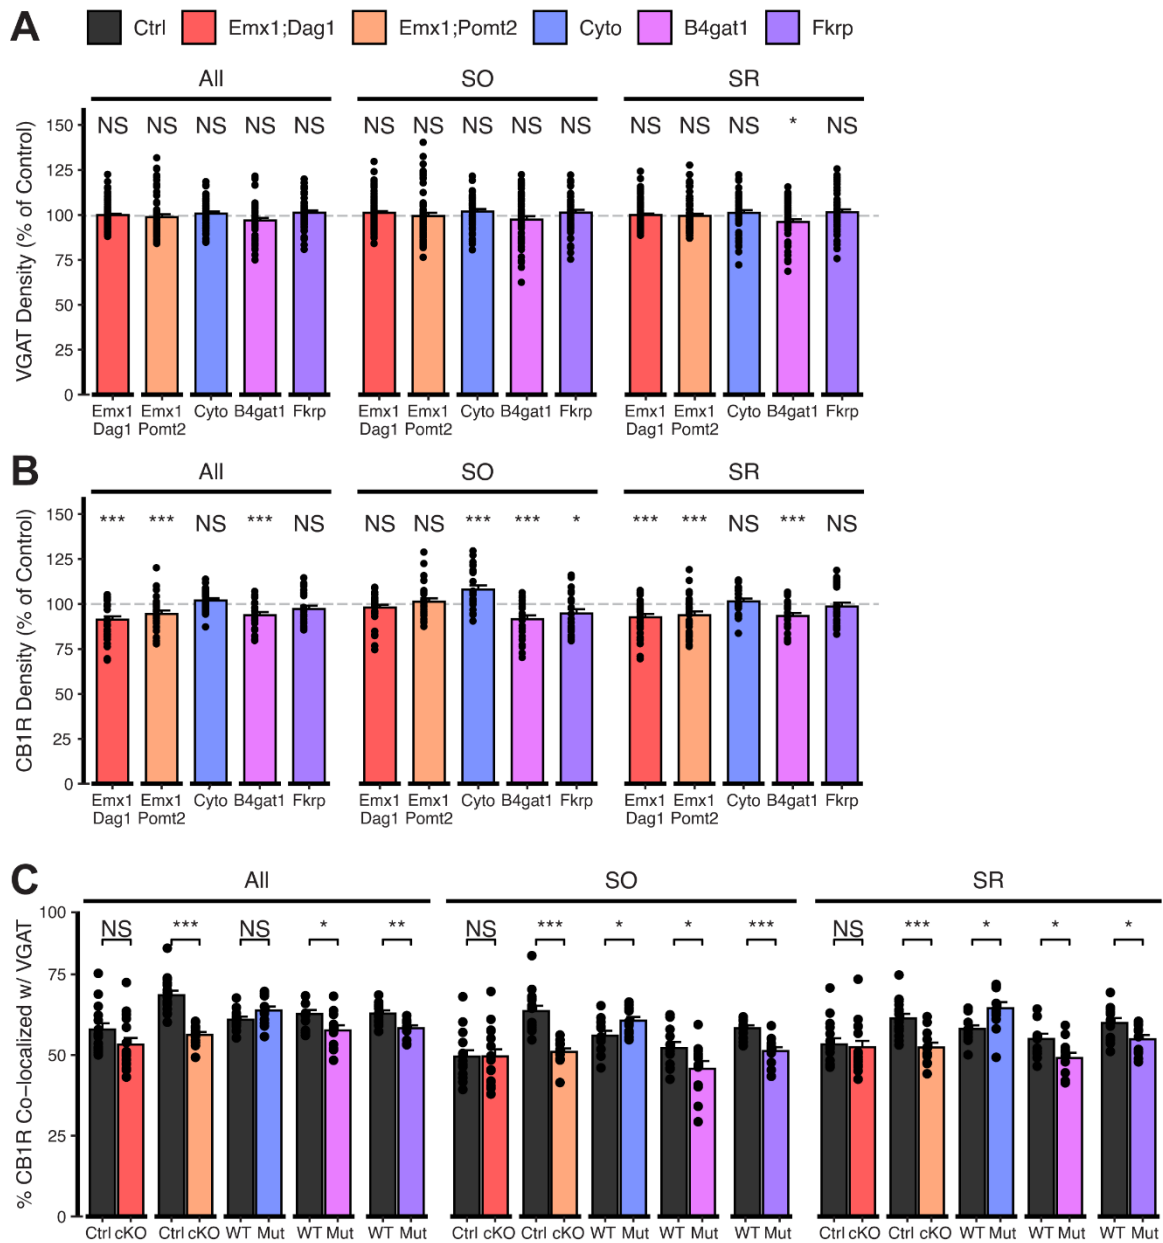 A
Ctrl Emx1;Dag1 Emx1;Pomt2 Cyto B4gat1 Fkrp
All SO SR
VGAT Density (% of Control)
150 NS NS NS NS NS NS NS NS NS NS NS NS NS * NS
125
100
75
50
25
0
Emx1 Emx1 Cyto B4gat1 Fkrp Emx1 Emx1 Cyto B4gat1 Fkrp Emx1 Emx1 Cyto B4gat1 Fkrp
Dag1 Pomt2 Dag1 Pomt2 Dag1 Pomt2
B
All SO SR
CB1R Density (% of Control)
150 *** *** NS *** NS NS NS *** *** * *** *** NS *** NS
125
100
75
50
25
0
Emx1 Emx1 Cyto B4gat1 Fkrp Emx1 Emx1 Cyto B4gat1 Fkrp Emx1 Emx1 Cyto B4gat1 Fkrp
Dag1 Pomt2 Dag1 Pomt2 Dag1 Pomt2
C
All SO SR
% CB1R Co−localized w/ VGAT
100
NS *** NS * ** NS *** * * *** NS *** * * *
75
50
25
0
Ctrl cKO Ctrl cKO WT Mut WT Mut WT Mut Ctrl cKO Ctrl cKO WT Mut WT Mut WT Mut Ctrl cKO Ctrl cKO WT Mut WT Mut WT Mut